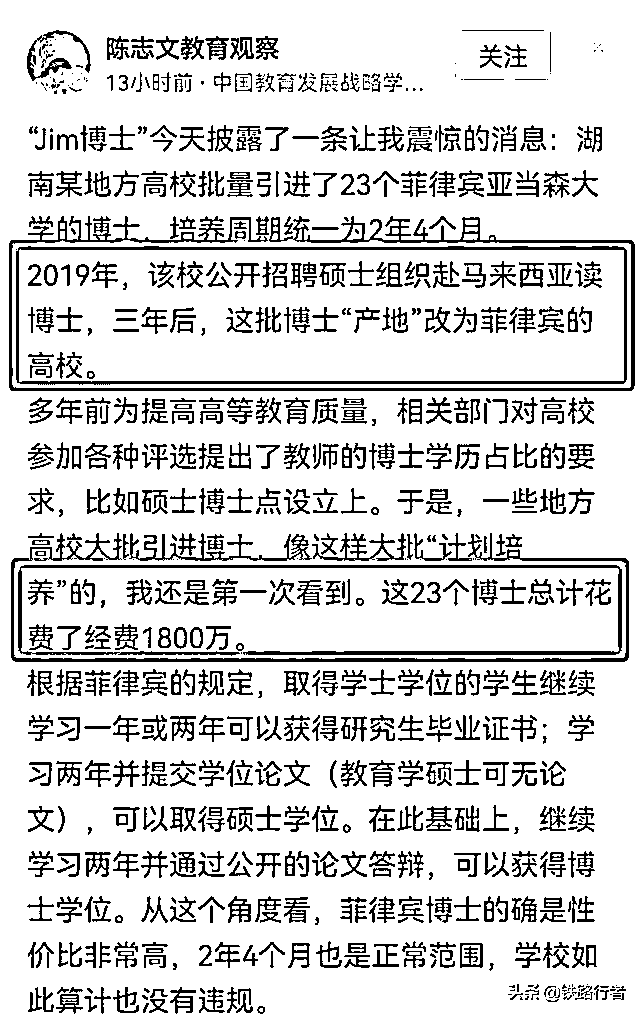 陈志文教育观察
关注
13小时前·中国教育发展战略学...
“Jim博士”今天披露了一条让我震惊的消息：湖
南某地方高校批量引进了23个菲律宾亚当森大
学的博士，培养周期统一为2年4个月。
2019年，该校公开招聘硕士组织赴马来西亚读
博士，三年后，这批博士“产地”改为菲律宾的
高校。
多年前为提高高等教育质量，相关部门对高校
参加各种评选提出了教师的博士学历占比的要
求，比如硕士博士点设立上。于是，一些地方
高校大批引进博士，像这样大批“计划培
养”的，我还是第一次看到。这23个博士总计花
费了经费1800万。
根据菲律宾的规定，取得学士学位的学生继续
学习一年或两年可以获得研究生毕业证书；学
习两年并提交学位论文（教育学硕士可无论
文），可以取得硕士学位。在此基础上，继续
学习两年并通过公开的论文答辩，可以获得博
士学位。从这个角度看，菲律宾博士的确是性
价比非常高，2年4个月也是正常范围，学校如
此算计也没有违规。
头条 @铁路行者